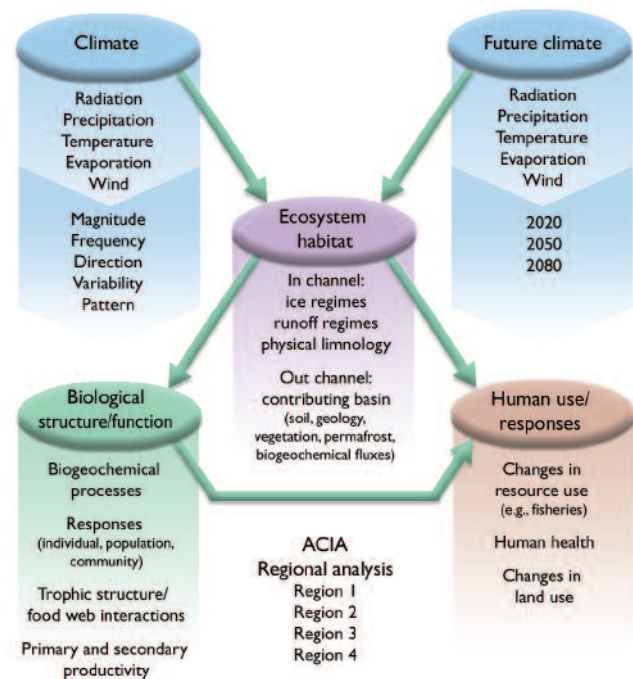 Climate
Radiation
Precipitation
Temperature
Evaporation
Wind
Magnitude
Frequency
Direction
Variability
Pattern
Future climate
Radiation
Precipitation
Temperature
Evaporation
Wind
2020
2050
2080
Ecosystem
habitat
In channel:
ice regimes
runoff regimes
physical limnology
Out channel:
contributing basin
(soil, geology,
vegetation, permafrost,
biogeochemical fluxes)
Biological
structure/function
Biogeochemical
processes
Responses
(individual, population,
community)
Trophic structure/
food web interactions
Primary and secondary
productivity
Human use/
responses
Changes in
resource use
(e.g., fisheries)
Human health
Changes in
land use
ACIA
Regional analysis
Region 1
Region 2
Region 3
Region 4